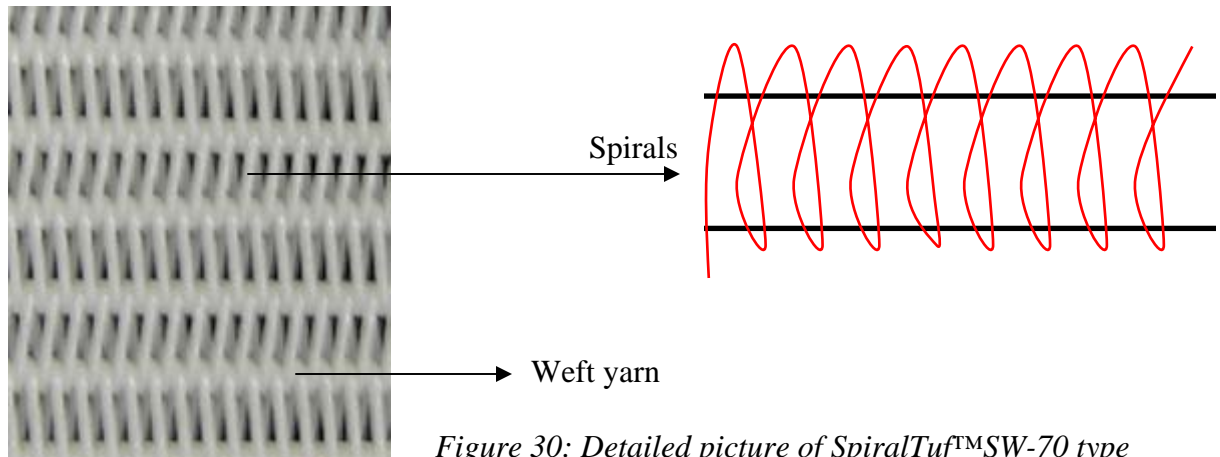 Spirals
Weft yarn
Figure 30: Detailed picture of SpiralTuf™SW-70 type